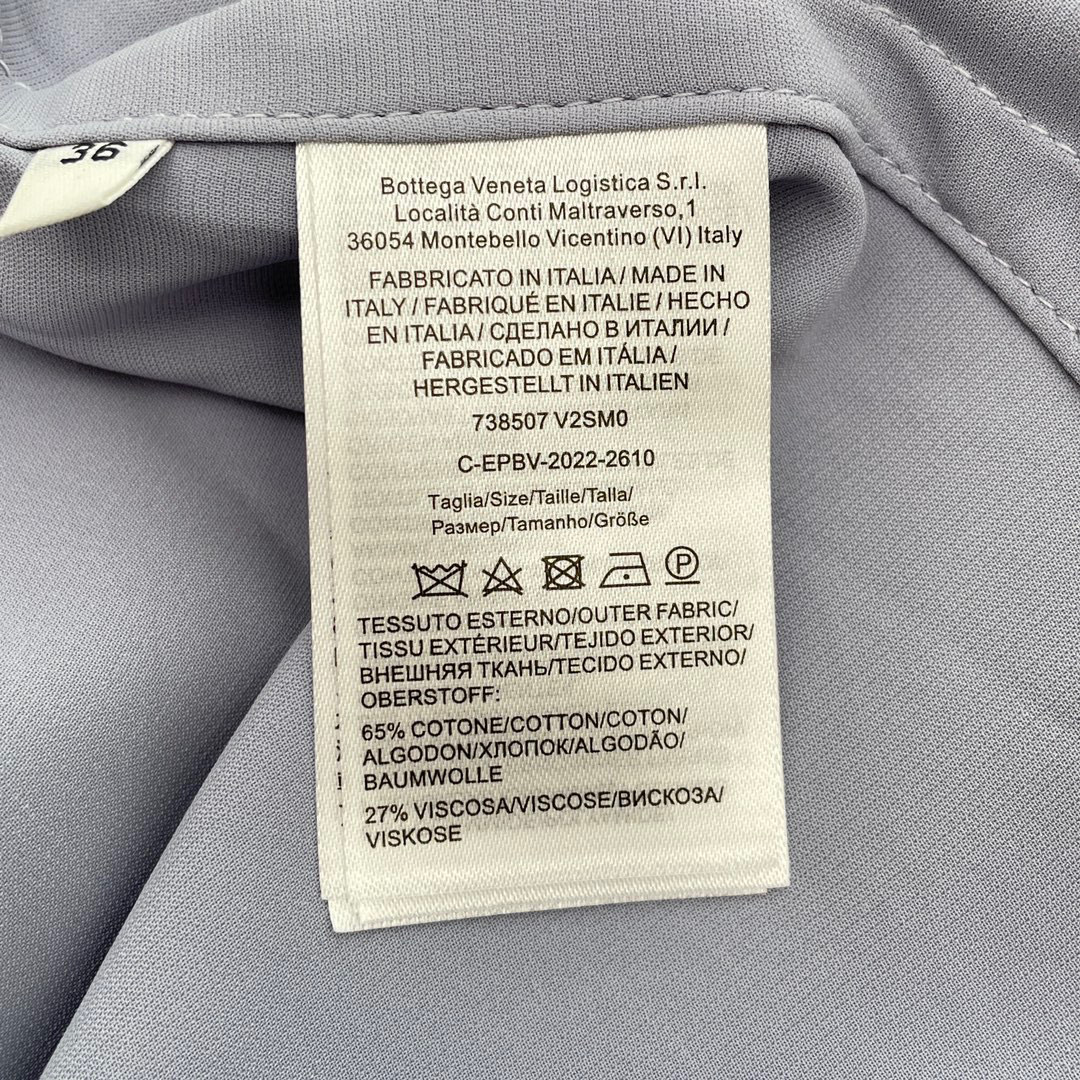 36
Bottega Veneta Logistica S.r.l.
Località Conti Maltraverso,1
36054 Montebello Vicentino (VI) Italy
FABBRICATO IN ITALIA / MADE IN
ITALY / FABRIQUÉ EN ITALIE / HECHO
EN ITALIA / СДЕЛАНО В ИТАЛИИ /
FABRICADO EM ITÁLIA /
HERGESTELLT IN ITALIEN
738507 V2SM0
C-EPBV-2022-2610
Taglia/Size/Taille/Talla/
Размер/Tamanho/Größe
P
TESSUTO ESTERNO/OUTER FABRIC/
TISSU EXTÉRIEUR/TEJIDO EXTERIOR/
ВНЕШНЯЯ ТКАНЬ/TECIDO EXTERNO/
OBERSTOFF:
65% COTONE/COTTON/COTON/
ALGODON/ХЛОПОК/ALGODÃO/
BAUMWOLLE
27% VISCOSA/VISCOSE/ВИСКОЗА/
VISKOSE